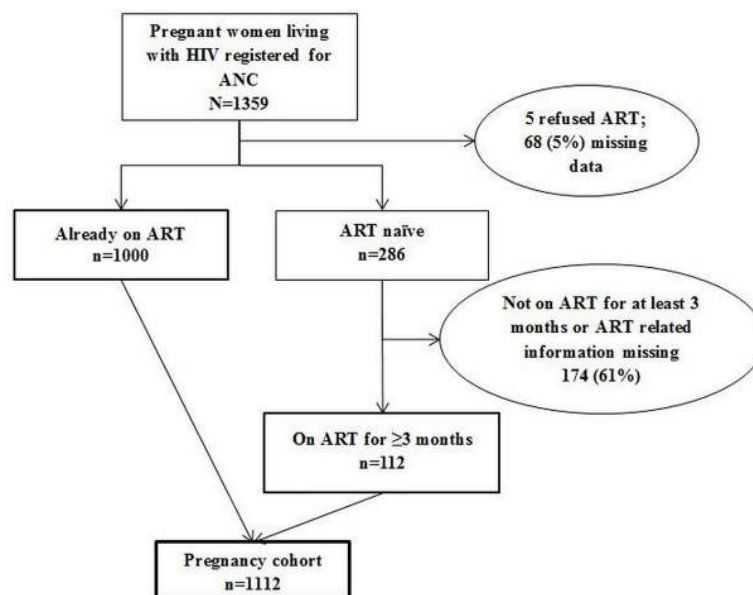 Pregnant women living
with HIV registered for
ANC
N=1359
5 refused ART;
68 (5%) missing
data
Already on ART
n=1000
ART naïve
n=286
Not on ART for at least 3
months or ART related
information missing
174 (61%)
On ART for ≥3 months
n=112
Pregnancy cohort
n=1112